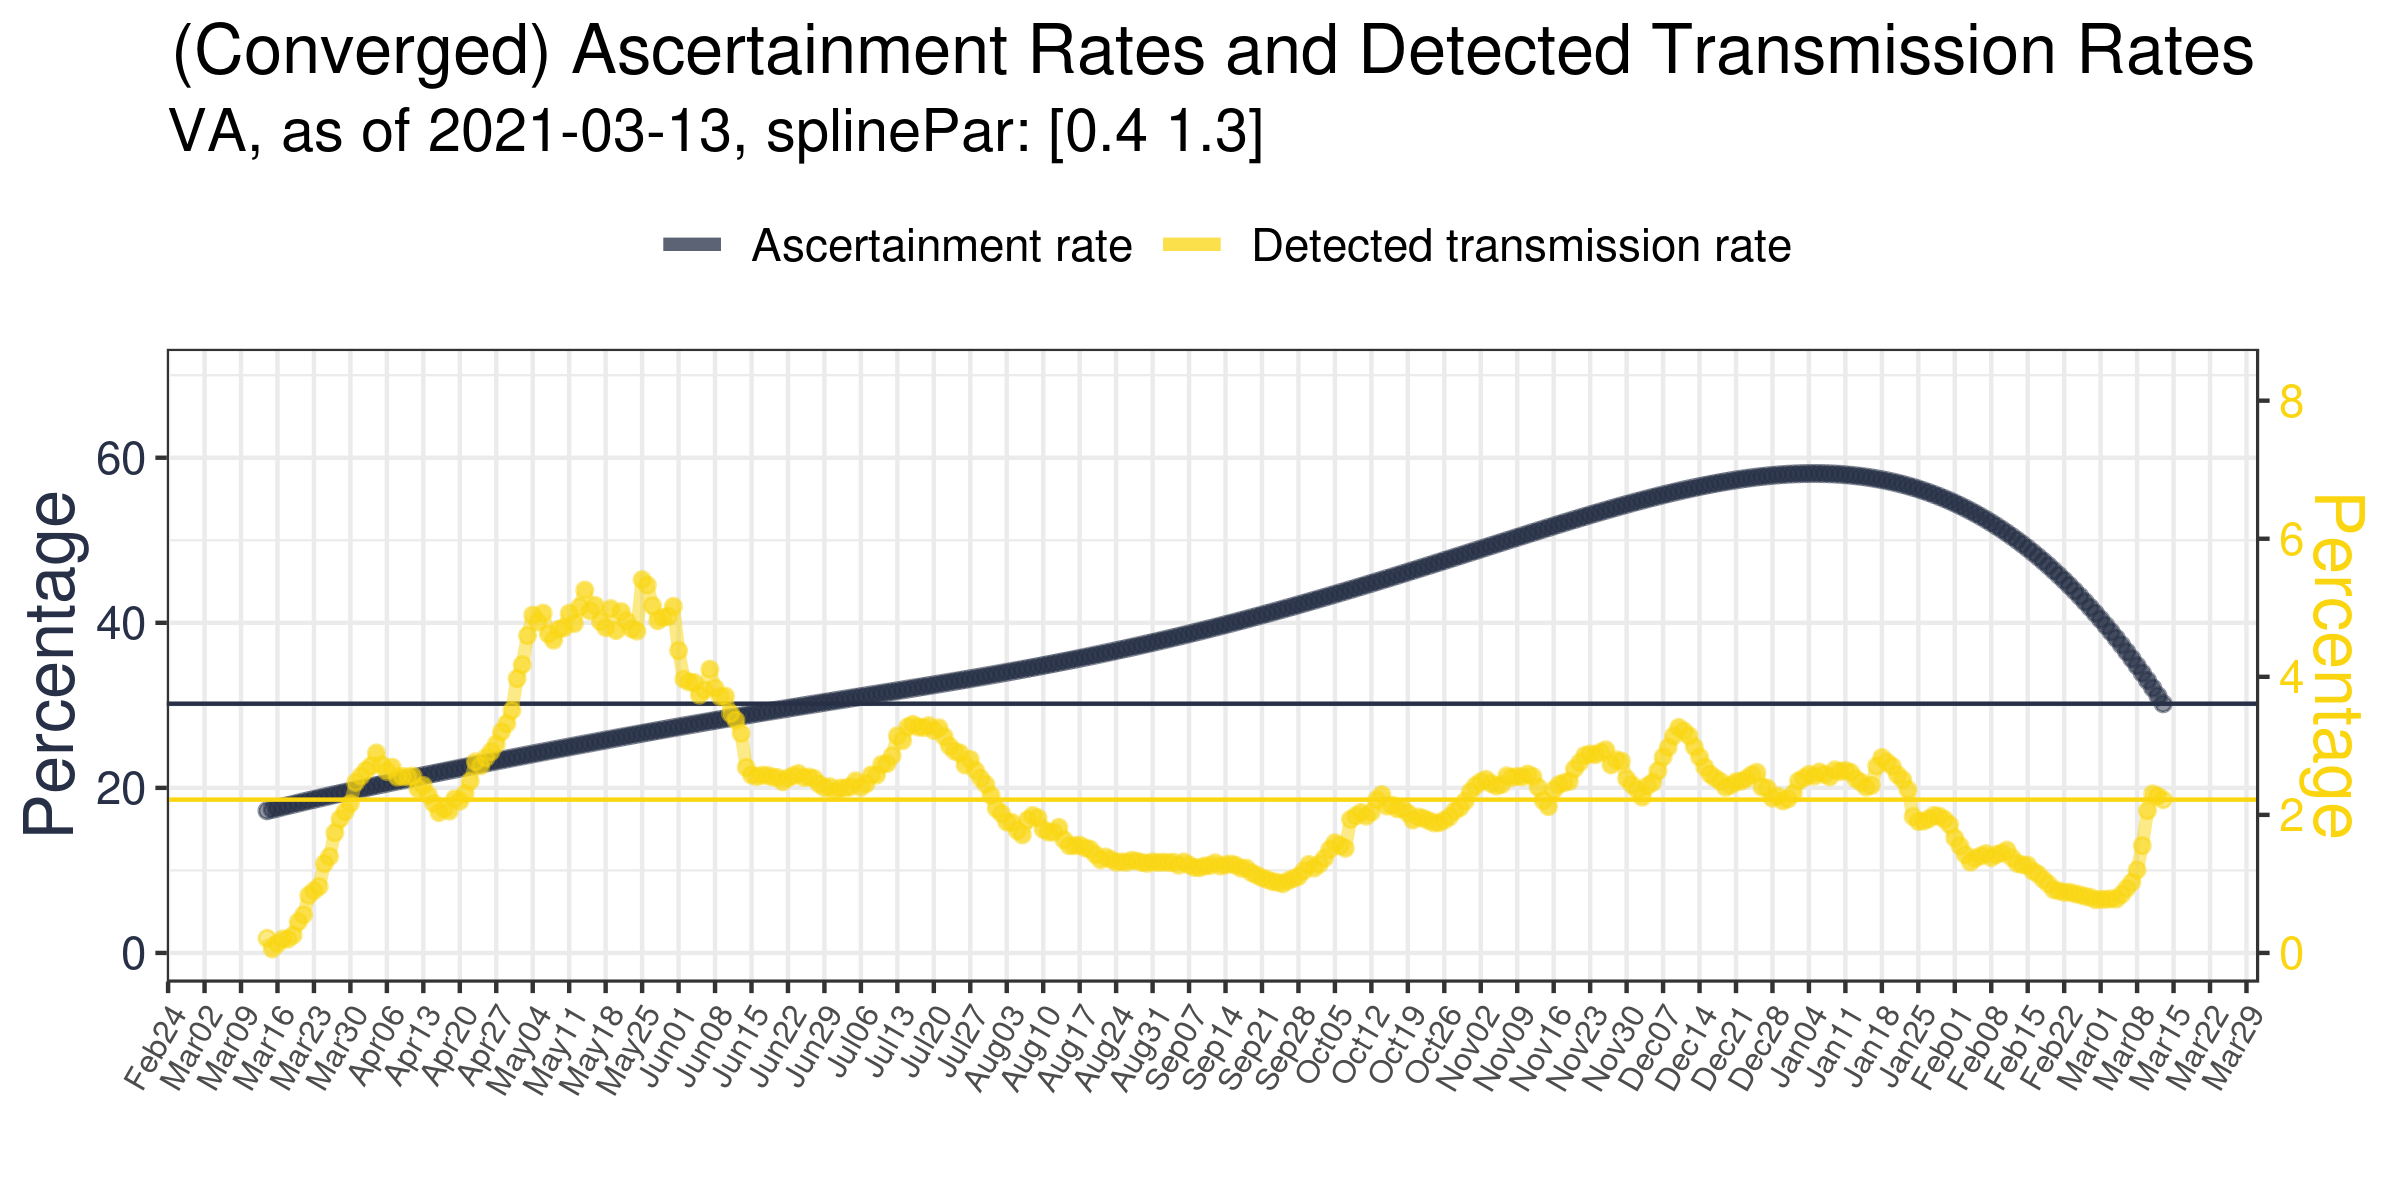 (Converged) Ascertainment Rates and Detected Transmission Rates
VA, as of 2021-03-13, splinePar: [0.4 1.3]
Ascertainment rate Detected transmission rate
Percentage
60
40
20
0
8
6
4
2
0
Percentage
Feb24 Mar02 Mar09 Mar16 Mar23 Mar30 Apr06 Apr13 Apr20 Apr27 May04 May11 May18 May25 Jun01 Jun08 Jun15 Jun22 Jun29 Jul06 Jul13 Jul20 Jul27 Aug03 Aug10 Aug17 Aug24 Aug31 Sep07 Sep14 Sep21 Sep28 Oct05 Oct12 Oct19 Oct26 Nov02 Nov09 Nov16 Nov23 Nov30 Dec07 Dec14 Dec21 Dec28 Jan04 Jan11 Jan18 Jan25 Feb01 Feb08 Feb15 Feb22 Mar01 Mar08 Mar15 Mar22 Mar29